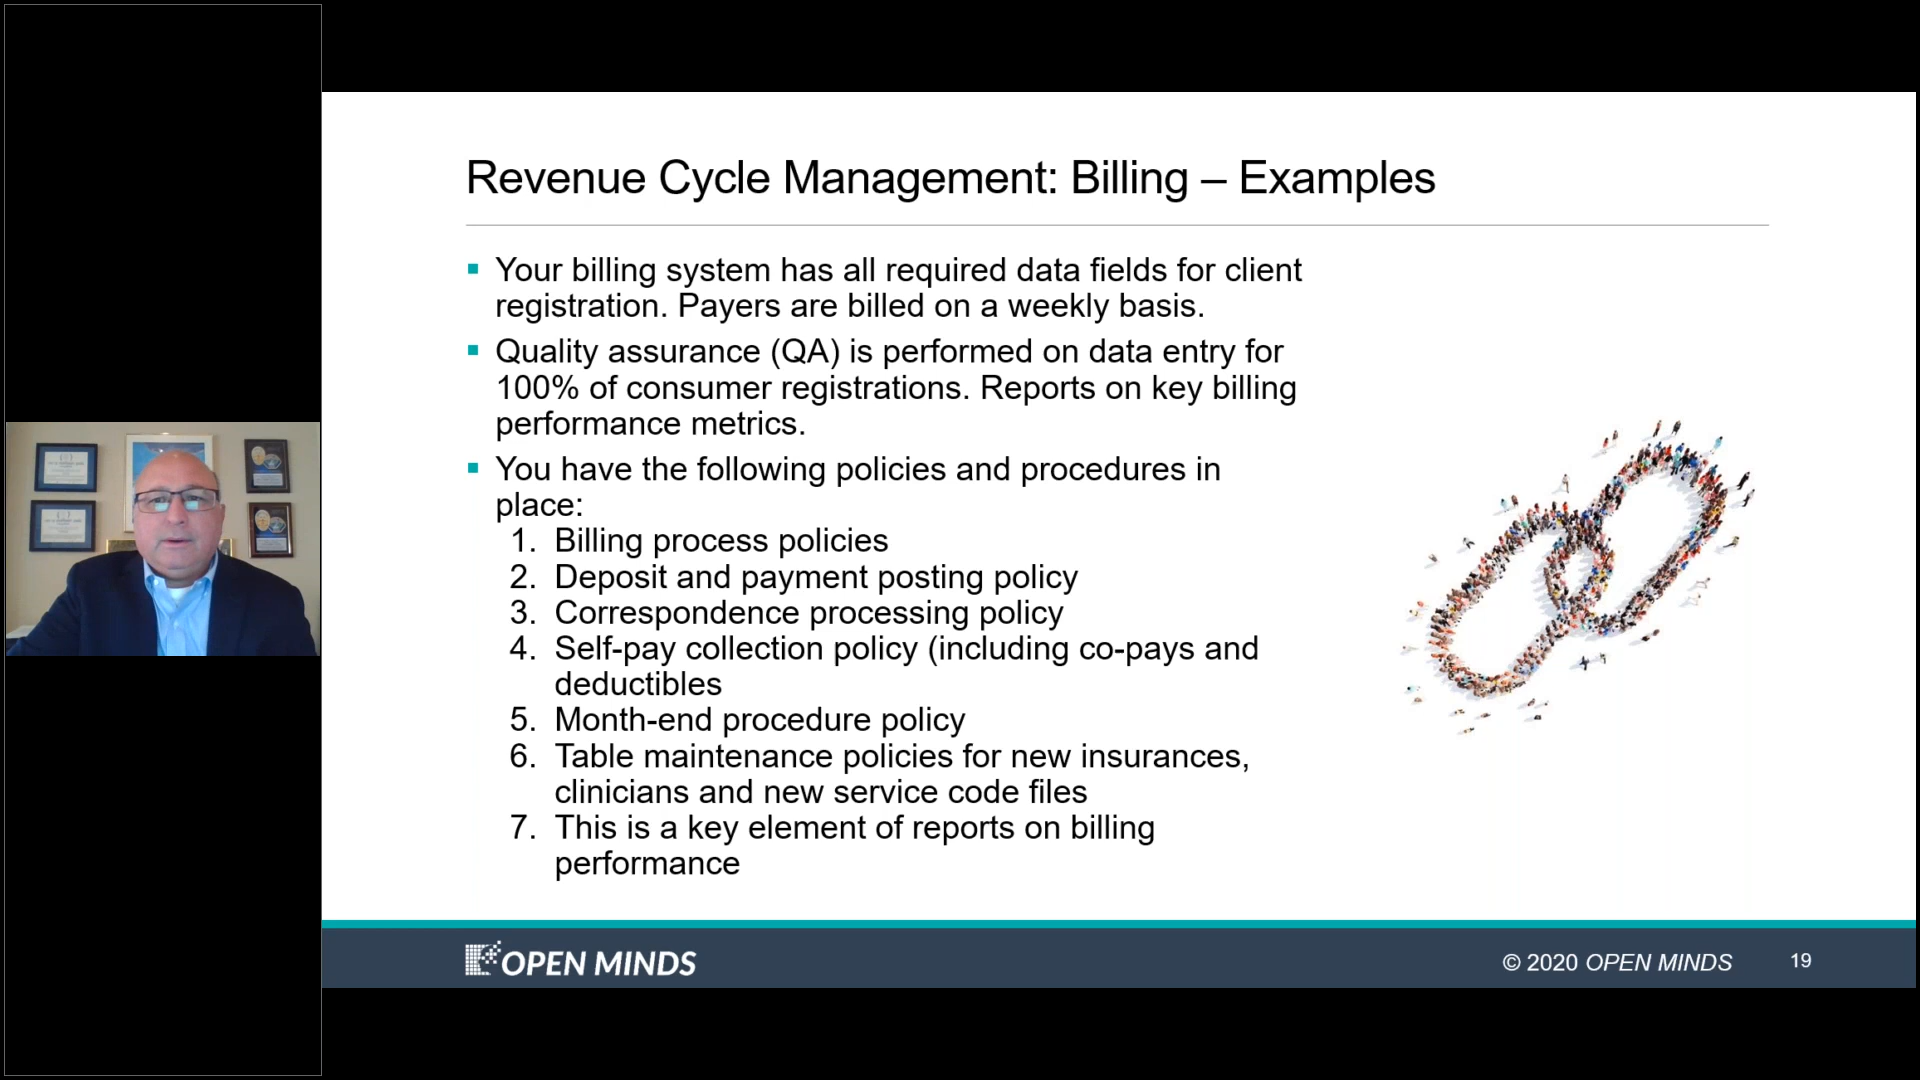 Revenue Cycle Management: Billing – Examples
▪ Your billing system has all required data fields for client
registration. Payers are billed on a weekly basis.
▪ Quality assurance (QA) is performed on data entry for
100% of consumer registrations. Reports on key billing
performance metrics.
▪ You have the following policies and procedures in
place:
1. Billing process policies
2. Deposit and payment posting policy
3. Correspondence processing policy
4. Self-pay collection policy (including co-pays and
deductibles
5. Month-end procedure policy
6. Table maintenance policies for new insurances,
clinicians and new service code files
7. This is a key element of reports on billing
performance
OPEN MINDS
© 2020 OPEN MINDS 19